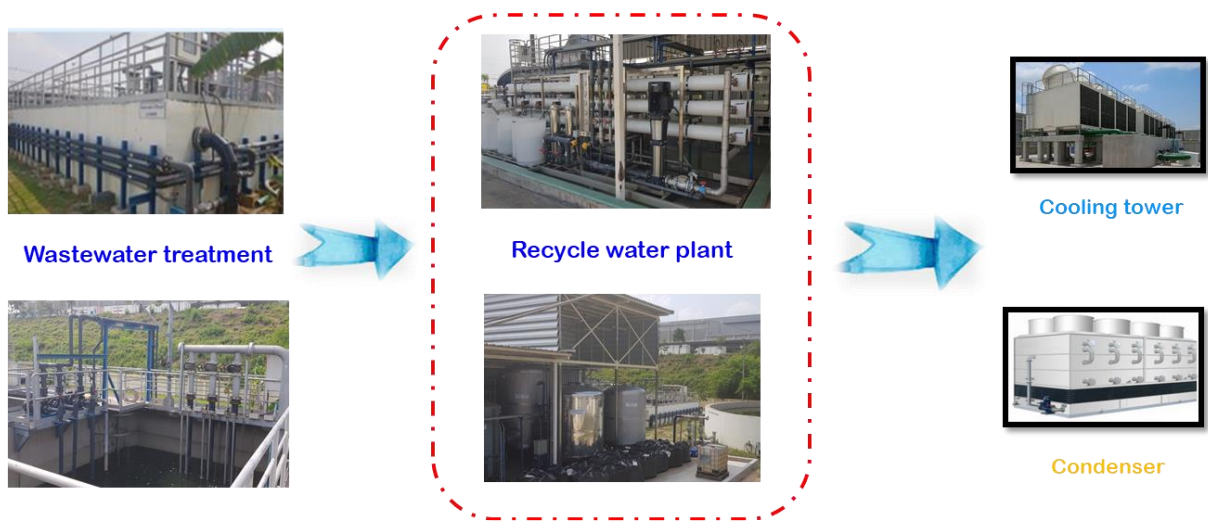 Wastewater treatment
Recycle water plant
Cooling tower
Condenser